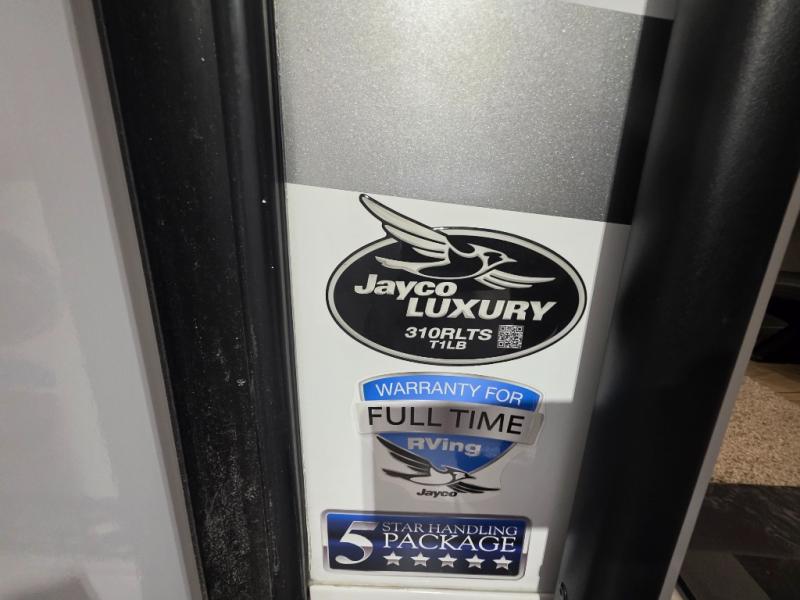 Jayco
LUXURY
310RLTS
T1LB
WARRANTY FOR
FULL TIME
RVing
Jayco
5 STAR HANDLING
PACKAGE